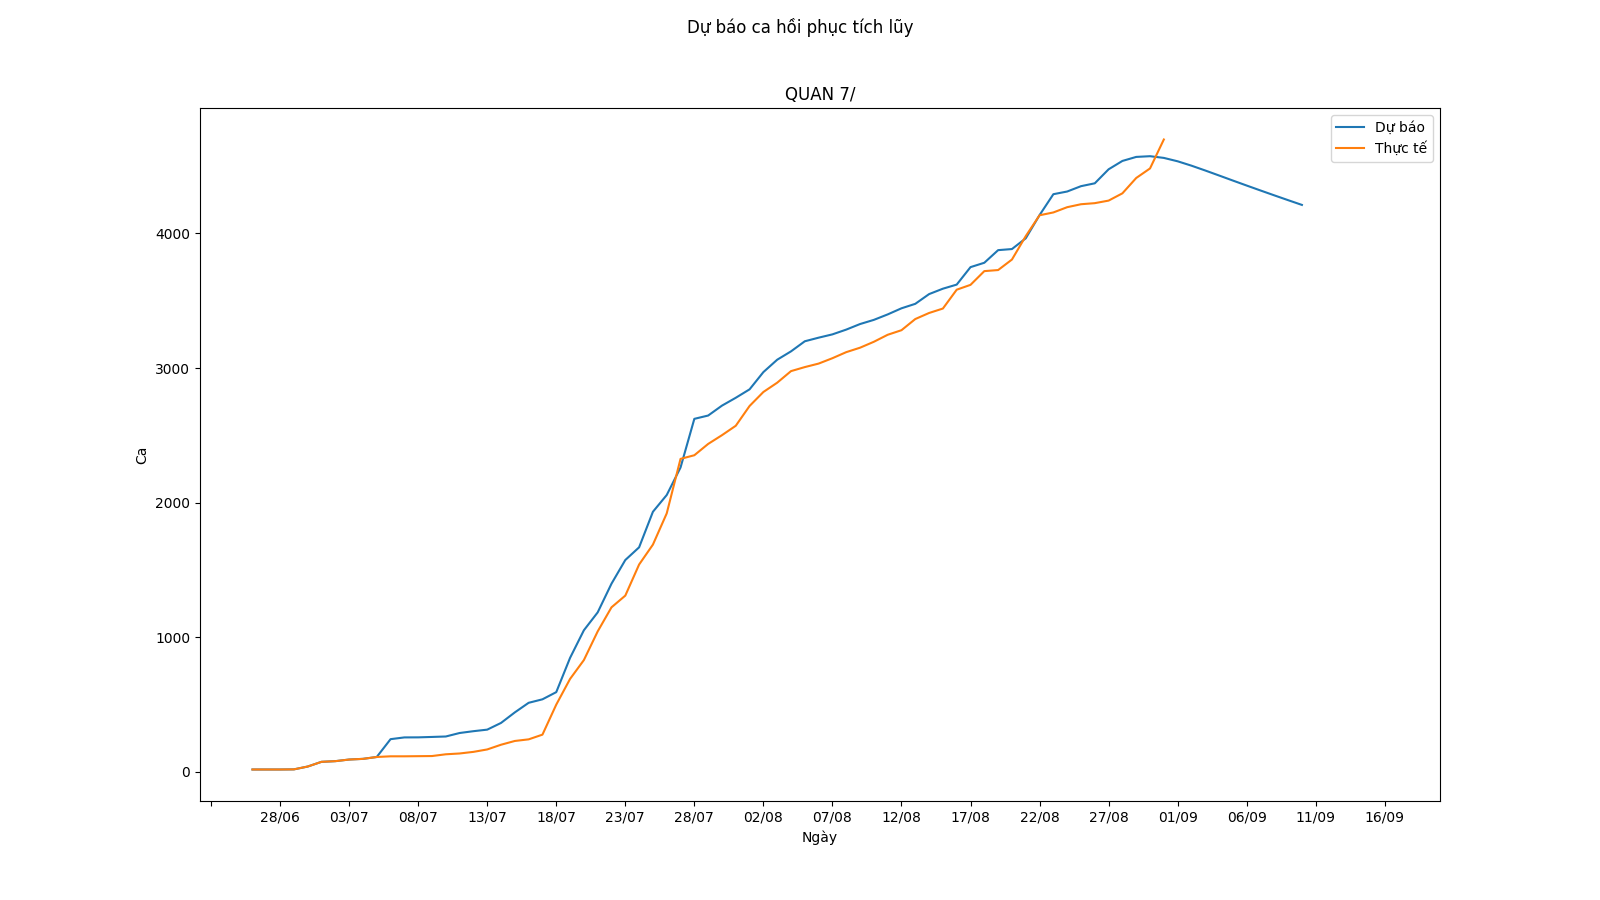 Dự báo ca hồi phục tích lũy
QUAN 7/
Dự báo
Thực tế
4000
3000
2000
1000
0
Ca
28/06 03/07 08/07 13/07 18/07 23/07 28/07 02/08 07/08 12/08 17/08 22/08 27/08 01/09 06/09 11/09 16/09
Ngày